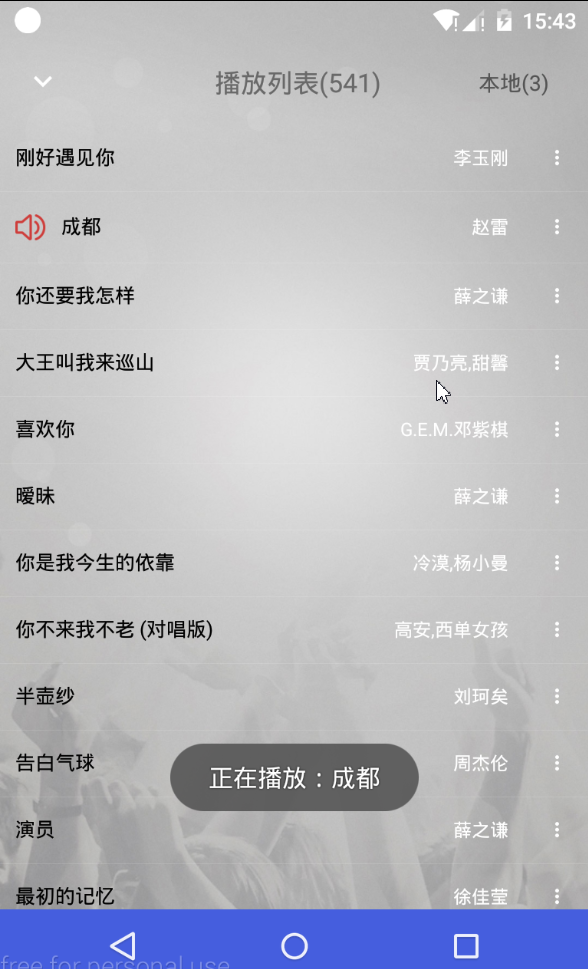 15:43
播放列表(541) 本地(3)
刚好遇见你 李玉刚
成都 赵雷
你还要我怎样 薛之谦
大王叫我来巡山 贾乃亮,甜馨
喜欢你 G.E.M.邓紫棋
暧昧 薛之谦
你是我今生的依靠 冷漠,杨小曼
你不来我不老 (对唱版) 高安,西单女孩
半壶纱 刘珂矣
告白气球 周杰伦
正在播放：成都
演员 薛之谦
最初的记忆 徐佳莹
free for personal use